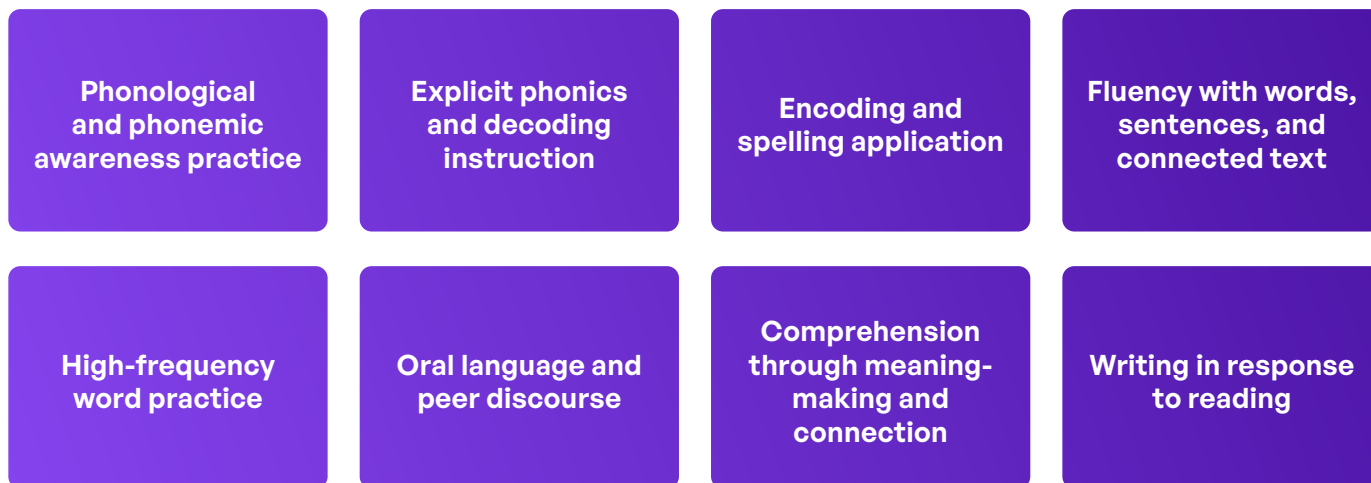 Phonological
and phonemic
awareness practice
Explicit phonics
and decoding
instruction
Encoding and
spelling application
Fluency with words,
sentences, and
connected text
High-frequency
word practice
Oral language and
peer discourse
Comprehension
through meaning-
making and
connection
Writing in response
to reading